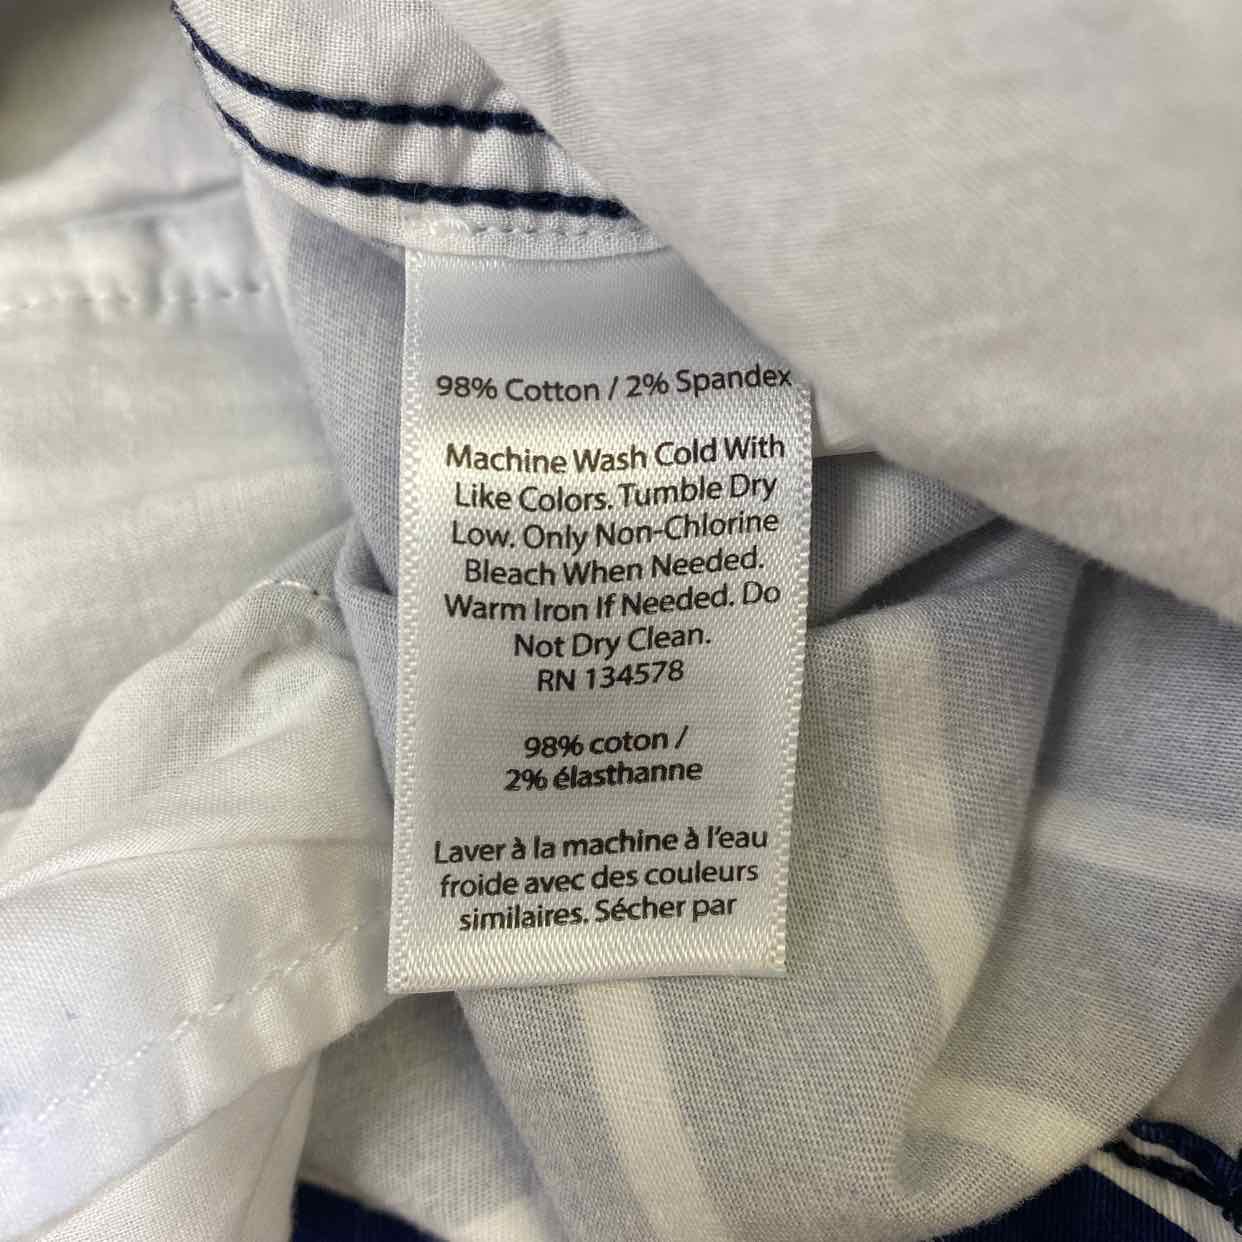 98% Cotton / 2% Spandex
Machine Wash Cold With
Like Colors. Tumble Dry
Low. Only Non-Chlorine
Bleach When Needed.
Warm Iron If Needed. Do
Not Dry Clean.
RN 134578
98% coton /
2% élasthanne
Laver à la machine à l'eau
froide avec des couleurs
similaires. Sécher par